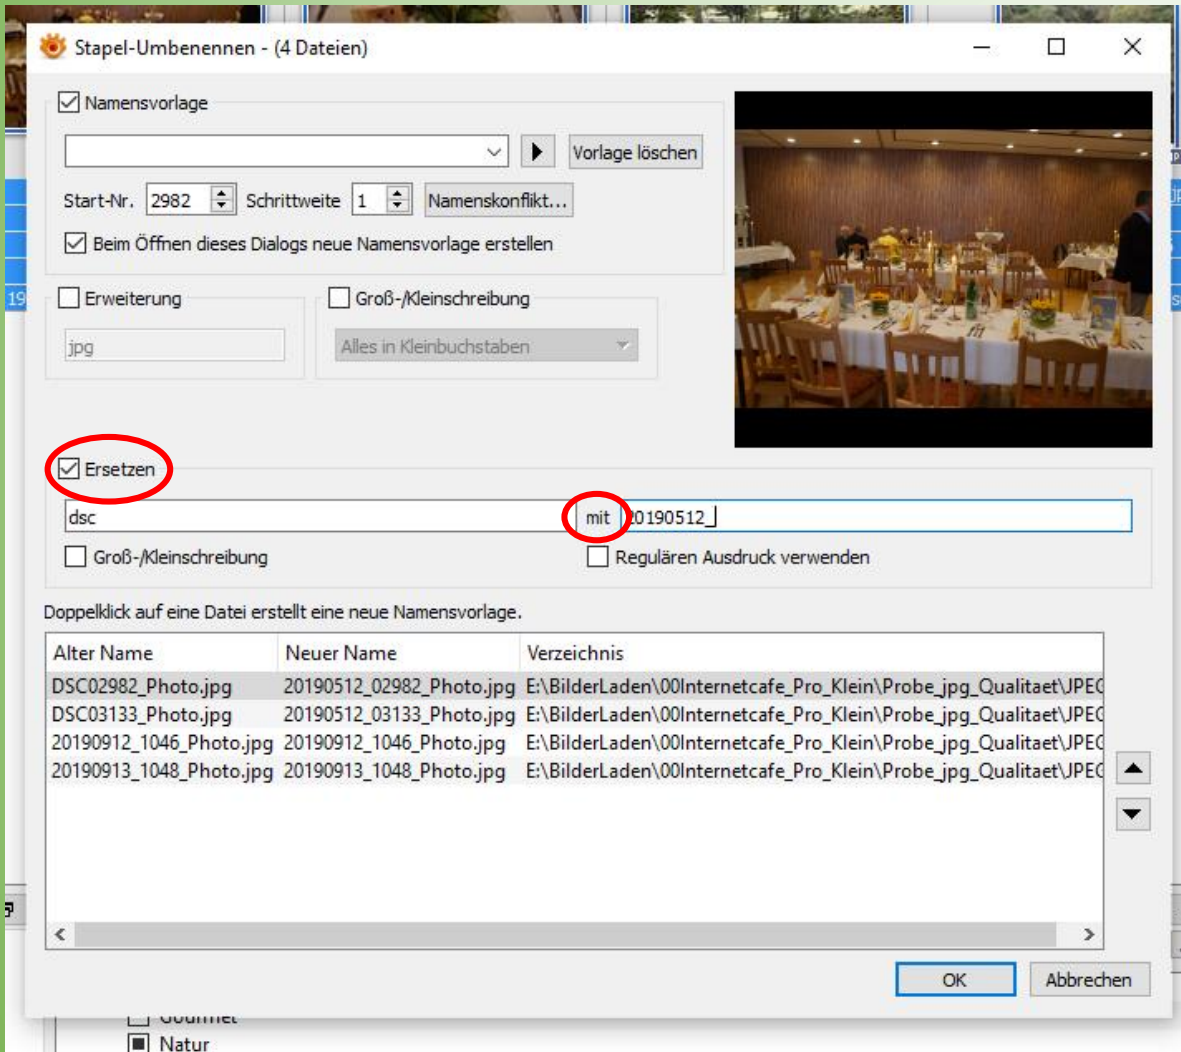 Stapel-Umbenennen - (4 Dateien)
Namensvorlage
Vorlage löschen
Start-Nr. 2982 Schrittweite 1 Namenskonflikt...
Beim Öffnen dieses Dialogs neue Namensvorlage erstellen
19
Erweiterung Groß-/Kleinschreibung
jpg Alles in Kleinbuchstaben
Ersetzen
dsc mit 20190512_
Groß-/Kleinschreibung Regulären Ausdruck verwenden
Doppelklick auf eine Datei erstellt eine neue Namensvorlage.
Alter Name Neuer Name Verzeichnis
DSC02982_Photo.jpg 20190512_02982_Photo.jpg E:\BilderLaden\00Internetcafe_Pro_Klein\Probe_jpg_Qualitaet\JPEG
DSC03133_Photo.jpg 20190512_03133_Photo.jpg E:\BilderLaden\00Internetcafe_Pro_Klein\Probe_jpg_Qualitaet\JPEG
20190912_1046_Photo.jpg 20190912_1046_Photo.jpg E:\BilderLaden\00Internetcafe_Pro_Klein\Probe_jpg_Qualitaet\JPEG
20190913_1048_Photo.jpg 20190913_1048_Photo.jpg E:\BilderLaden\00Internetcafe_Pro_Klein\Probe_jpg_Qualitaet\JPEG
OK Abbrechen
Gourmet
Natur